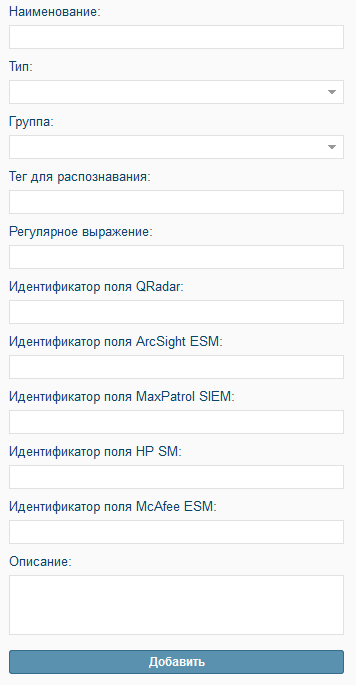 Наименование:
Тип:
Группа:
Тег для распознавания:
Регулярное выражение:
Идентификатор поля QRadar:
Идентификатор поля ArcSight ESM:
Идентификатор поля MaxPatrol SIEM:
Идентификатор поля HP SM:
Идентификатор поля McAfee ESM:
Описание:
Добавить